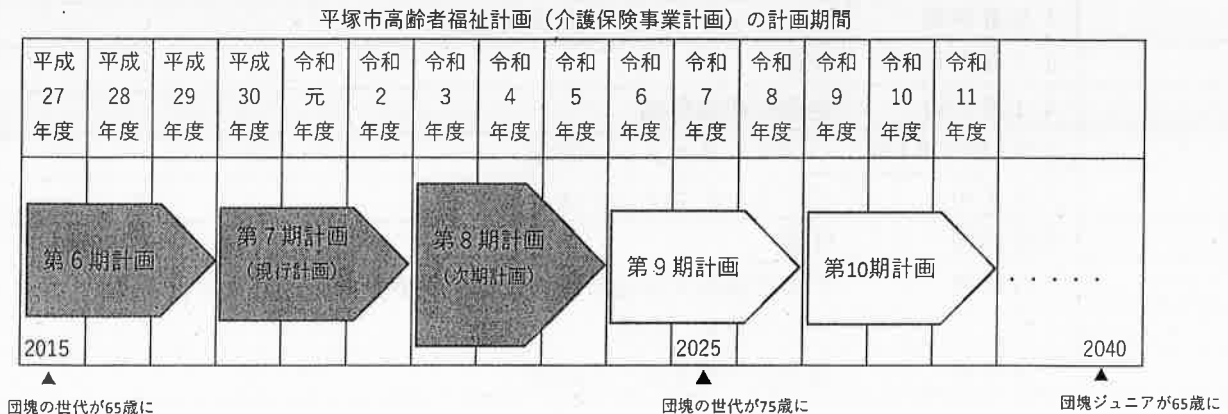 平塚市高齢者福祉計画（介護保険事業計画）の計画期間
平成 平成 平成 平成 令和 令和 令和 令和 令和 令和 令和 令和 令和 令和 令和
27 28 29 30 元 2 3 4 5 6 7 8 9 10 11
年度 年度 年度 年度 年度 年度 年度 年度 年度 年度 年度 年度 年度 年度 年度
第６期計画
第７期計画
（現行計画）
第８期計画
（次期計画）
第９期計画
第10期計画
・・・・・
2015 2025 2040
▲ ▲ ▲
団塊の世代が65歳に 団塊の世代が75歳に 団塊ジュニアが65歳に